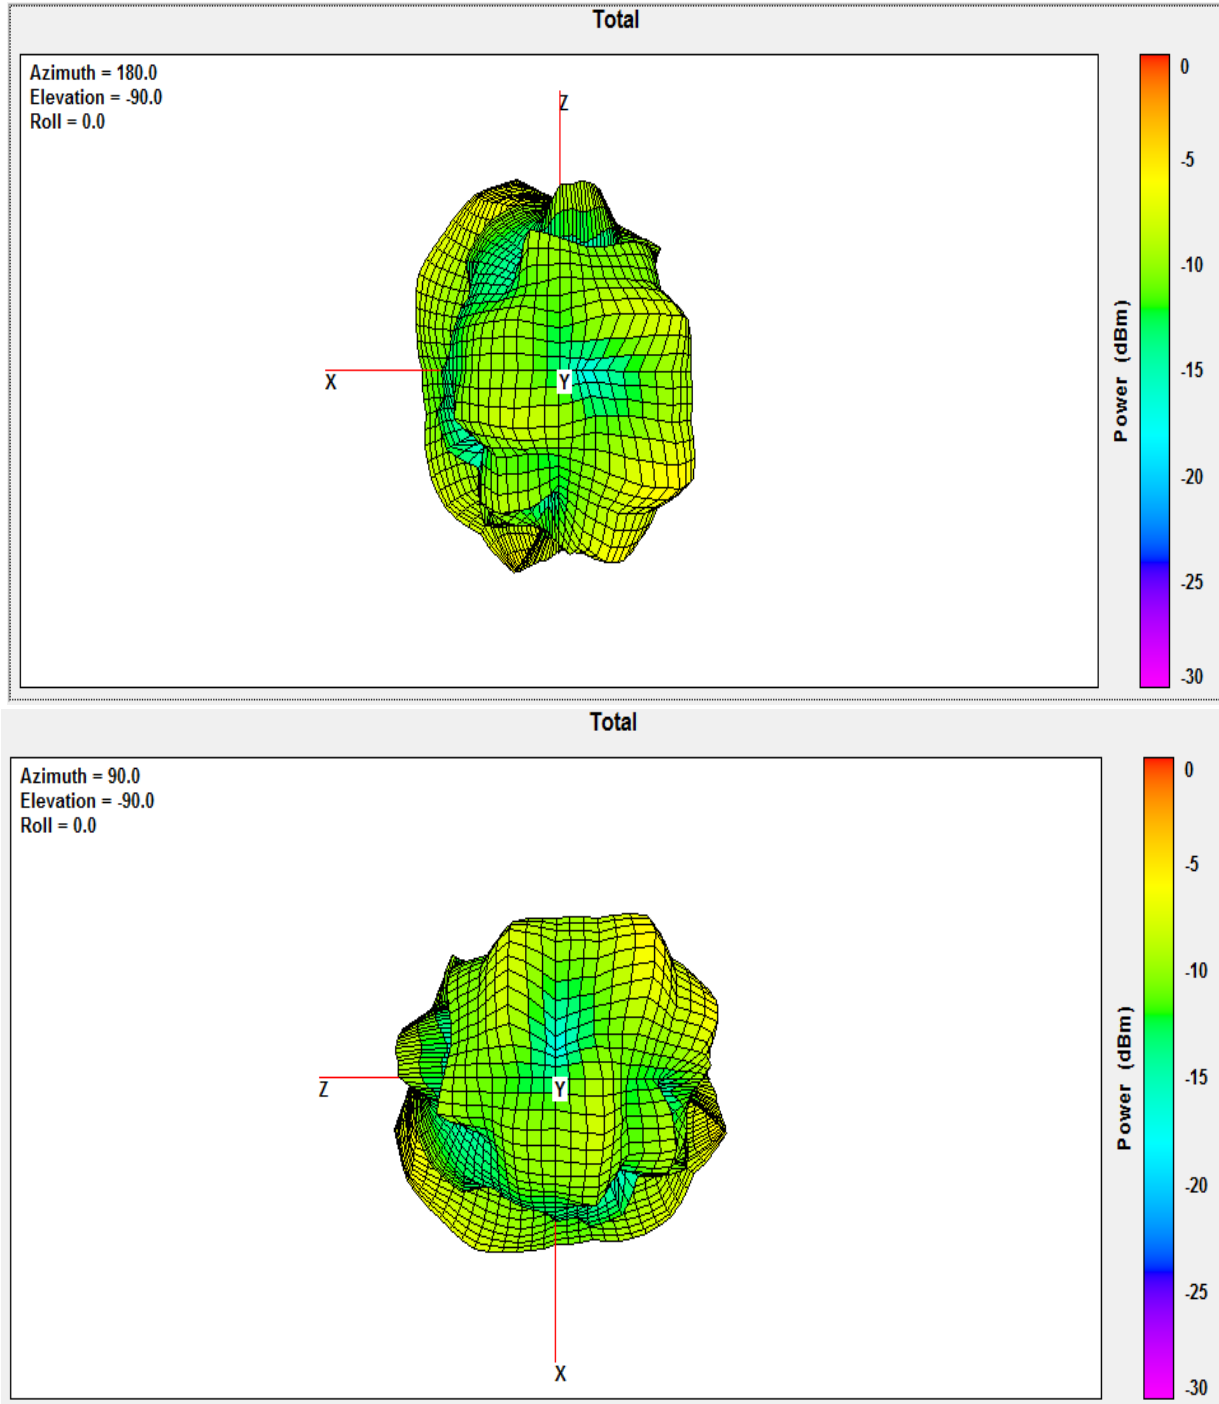 Total
Azimuth = 180.0
Elevation = -90.0
Roll = 0.0
Z
X
Y
0
-5
-10
-15
-20
-25
-30
Power (dBm)
Total
Azimuth = 90.0
Elevation = -90.0
Roll = 0.0
Z
Y
X
0
-5
-10
-15
-20
-25
-30
Power (dBm)